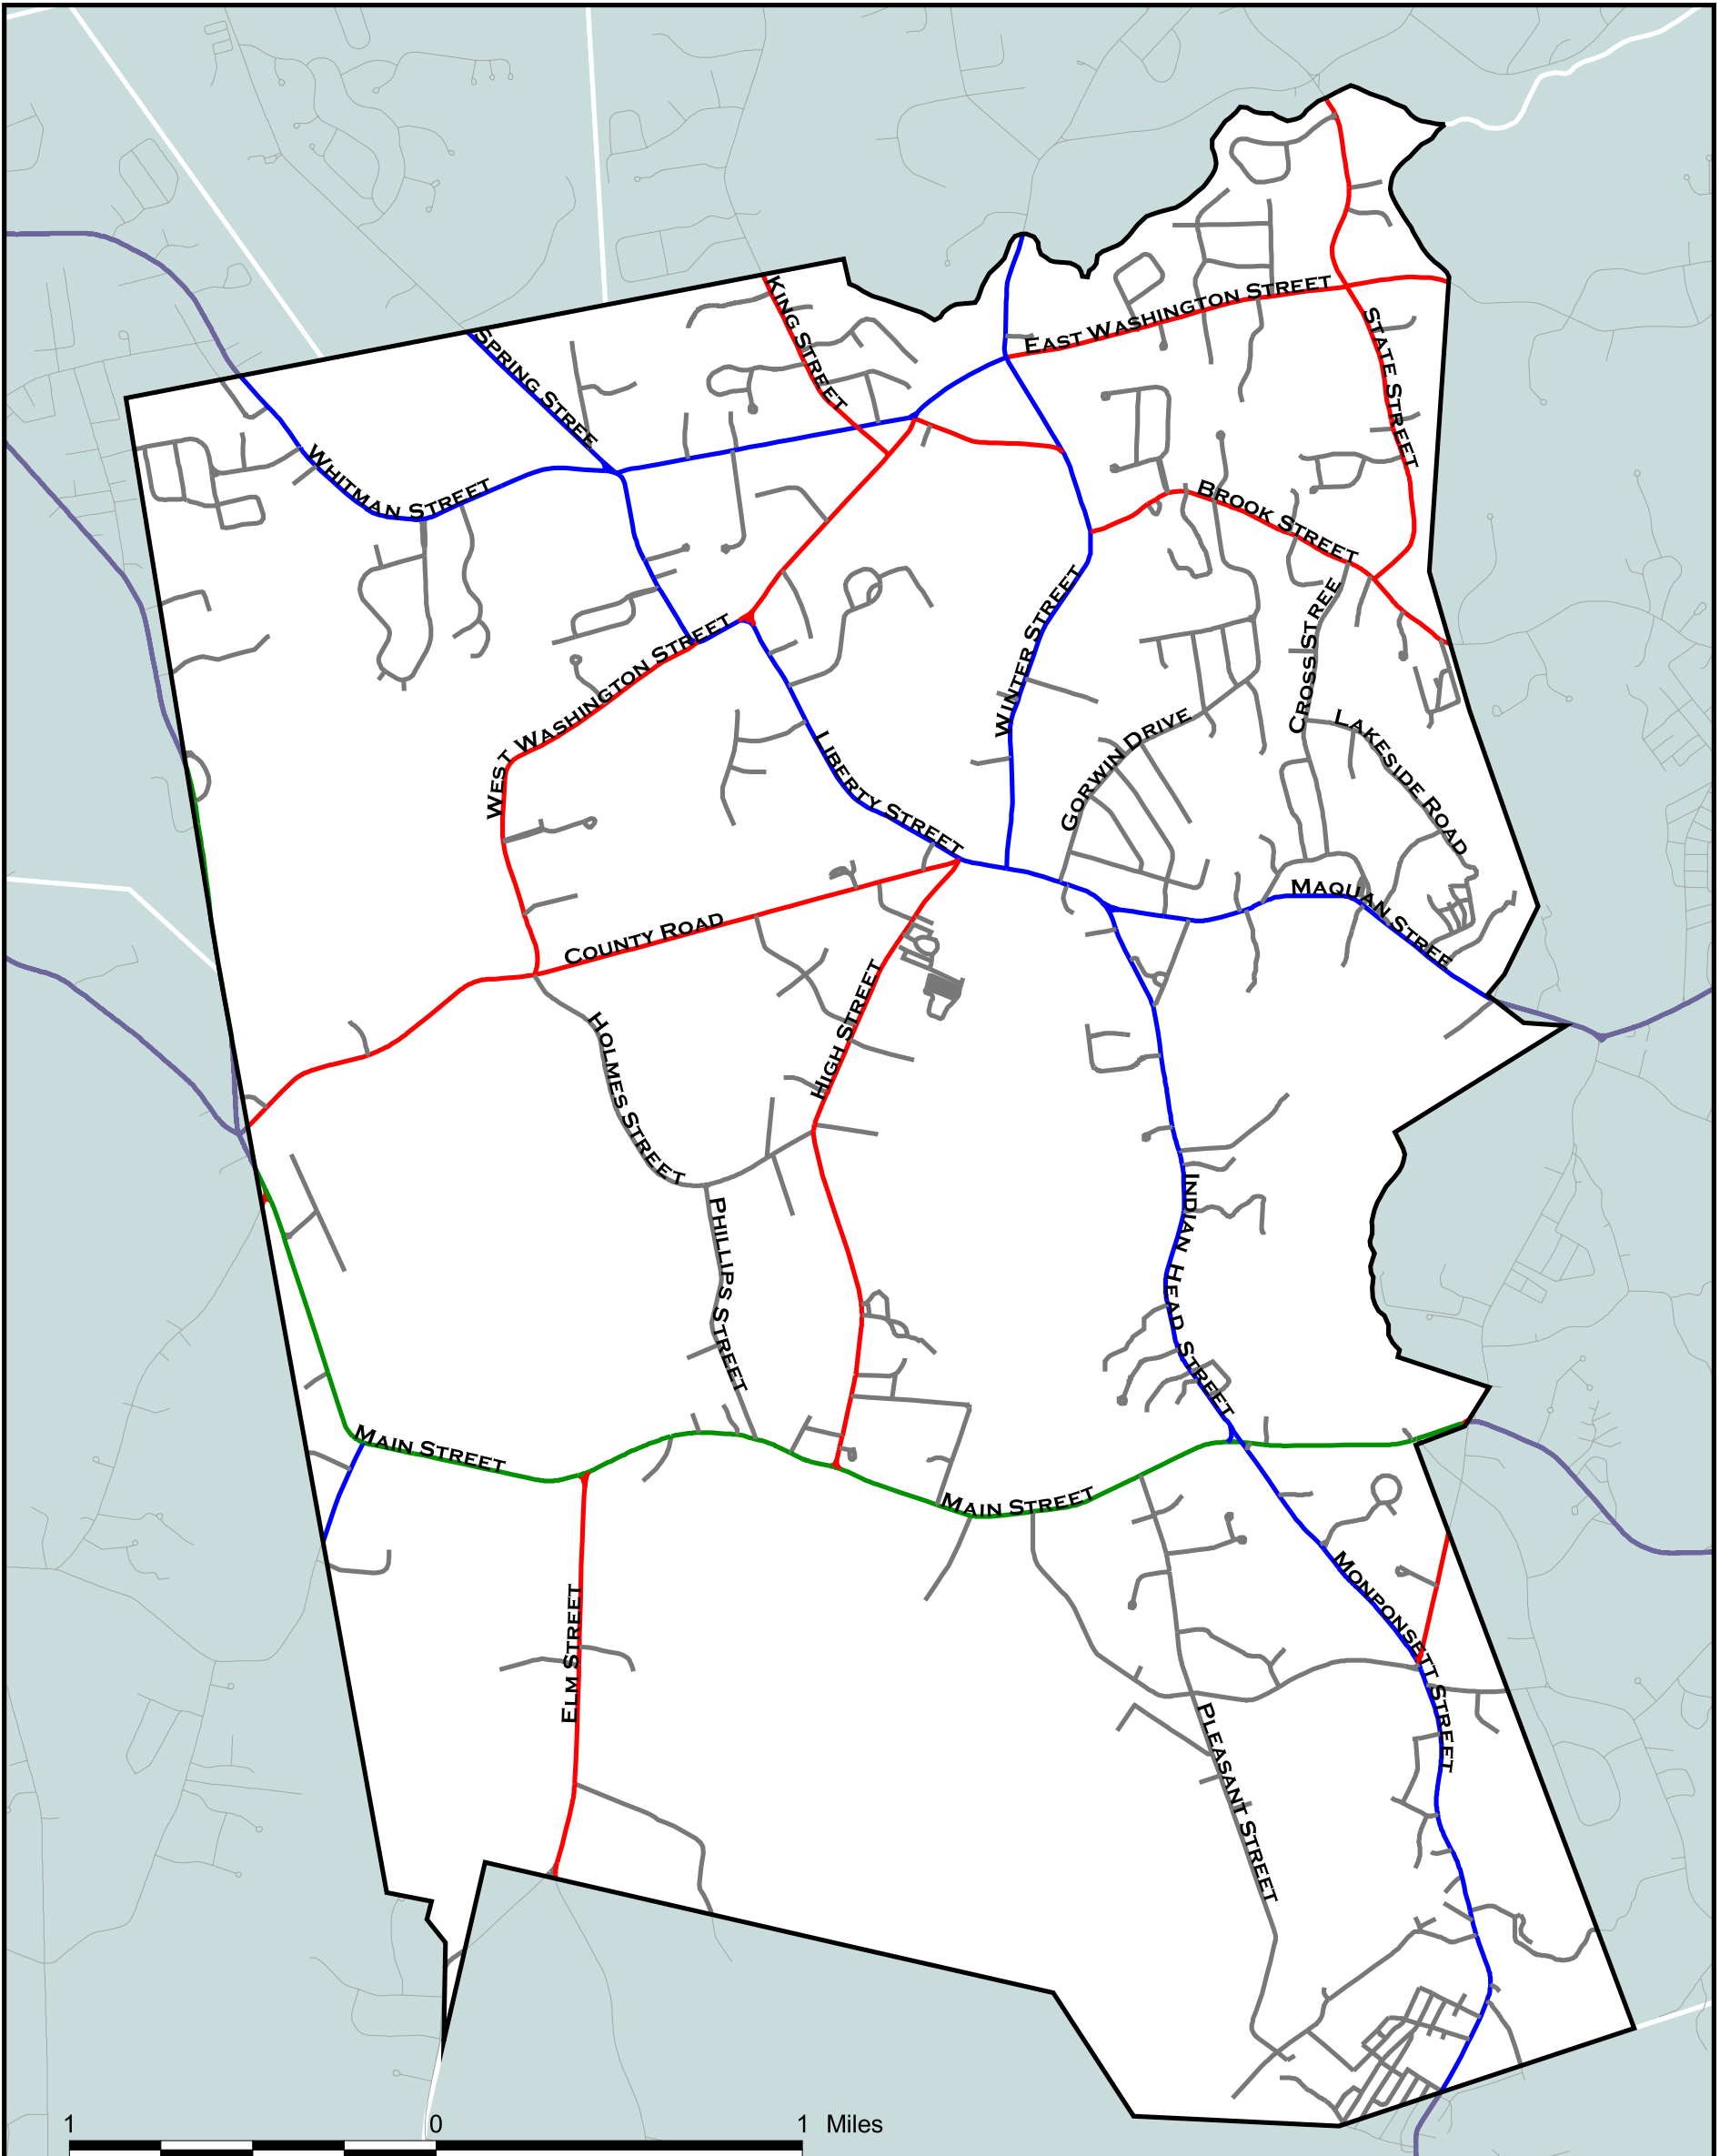 KING STREET
EAST WASHINGTON STREET
SPRING STREE
STATE STREET
WHITMAN STREET
BROOK STREET
WINTER STREET
CROSS STREE
WEST WASHINGTON STREET
GORWIN DRIVE
LAKESIDE ROAD
LIBERTY STREET
MAQUAN STREE
COUNTY ROAD
HIGH STREET
HOLMES STREET
INDIAN HEAD STREET
PHILLIPS STREET
MAIN STREET
MAIN STREET
MONPONSETT STREET
ELM STREET
PLEASANT STREET
1 0 1 Miles